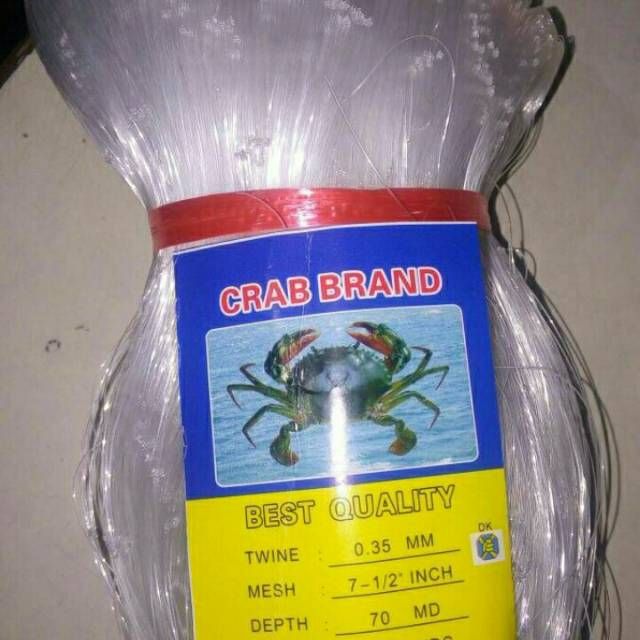 CRAB BRAND
BEST QUALITY
DK
TWINE : 0.35 MM
MESH : 7-1/2" INCH
DEPTH : 70 MD